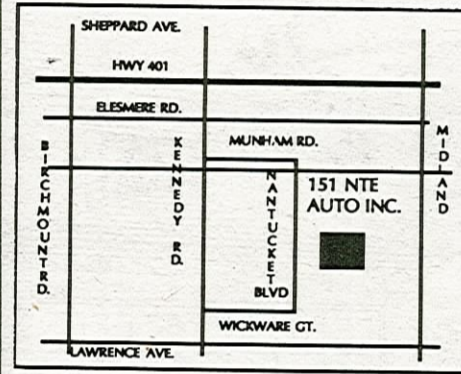 SHEPPARD AVE.
HWY 401
ELESMERE RD.
MUNHAM RD.
BIRCHMOUNT RD.
KENNEDY RD.
NANTUCKET
BLVD
151 NTE
AUTO INC.
MIDLAND
WICKWARE GT.
LAWRENCE AVE.